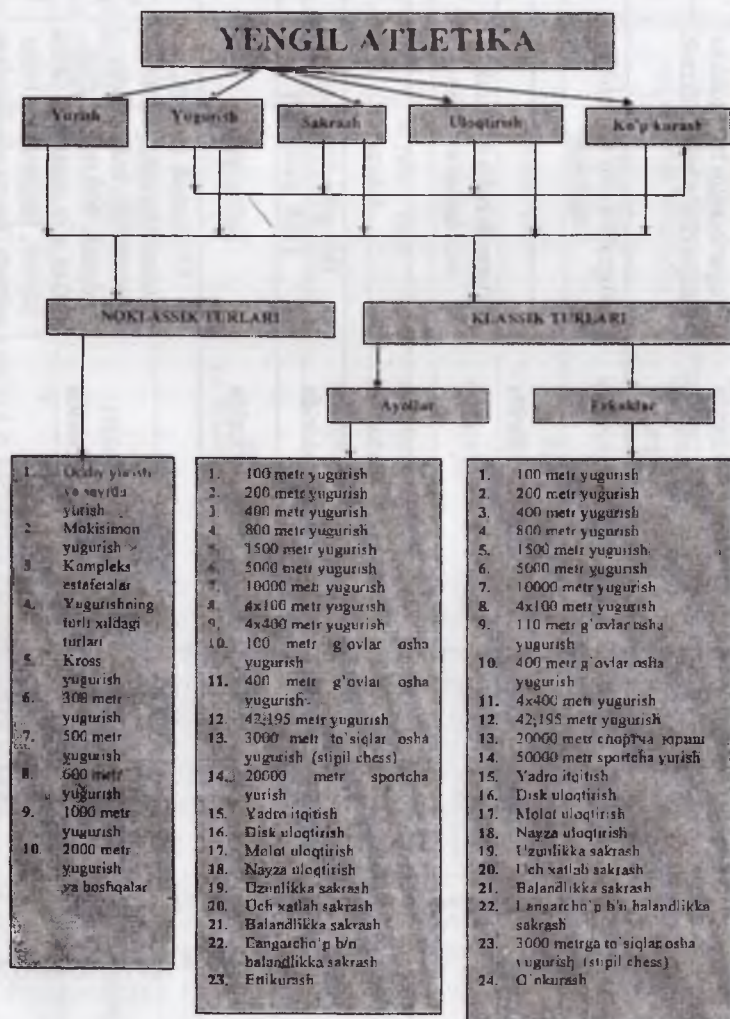 YENGIL ATLETIKA
Yurish
Yugurish
Sakrash
Uloqtirish
Ko'p kurash
NOKLASSIK TURLARI
KLASSIK TURLARI
Ayollar
Erkaklar
1. Oddiy yurish
va sayrda
yurish
2. Mokisimon
yugurish
3. Kompleks
estafetalar
4. Yugurishning
turli xildagi
turlari
5. Kross
yugurish
6. 300 metr
yugurish
7. 500 metr
yugurish
8. 600 metr
yugurish
9. 1000 metr
yugurish
10. 2000 metr
yugurish
va boshqalar
1. 100 metr yugurish
2. 200 metr yugurish
3. 400 metr yugurish
4. 800 metr yugurish
5. 1500 metr yugurish
6. 5000 metr yugurish
7. 10000 metr yugurish
8. 4x100 metr yugurish
9. 4x400 metr yugurish
10. 100 metr g'ovlar osha
yugurish
11. 400 metr g'ovlar osha
yugurish
12. 42,195 metr yugurish
13. 3000 metr to'siqlar osha
yugurish (stipil chess)
14. 20000 metr sportcha
yurish
15. Yadro itqitish
16. Disk uloqtirish
17. Molot uloqtirish
18. Nayza uloqtirish
19. Uzunlikka sakrash
20. Uch xatlab sakrash
21. Balandlikka sakrash
22. Langarcho'p b/n
balandlikka sakrash
23. Ettikurash
1. 100 metr yugurish
2. 200 metr yugurish
3. 400 metr yugurish
4. 800 metr yugurish
5. 1500 metr yugurish
6. 5000 metr yugurish
7. 10000 metr yugurish
8. 4x100 metr yugurish
9. 110 metr g'ovlar osha
yugurish
10. 400 metr g'ovlar osha
yugurish
11. 4x400 metr yugurish
12. 42,195 metr yugurish
13. 20000 метр спортча юриш
14. 50000 metr sportcha yurish
15. Yadro itqitish
16. Disk uloqtirish
17. Molot uloqtirish
18. Nayza uloqtirish
19. Uzunlikka sakrash
20. Uch xatlab sakrash
21. Balandlikka sakrash
22. Langarcho'p b/n balandlikka
sakrash
23. 3000 metrga to'siqlar osha
yugurish (stipil chess)
24. O'nkurash